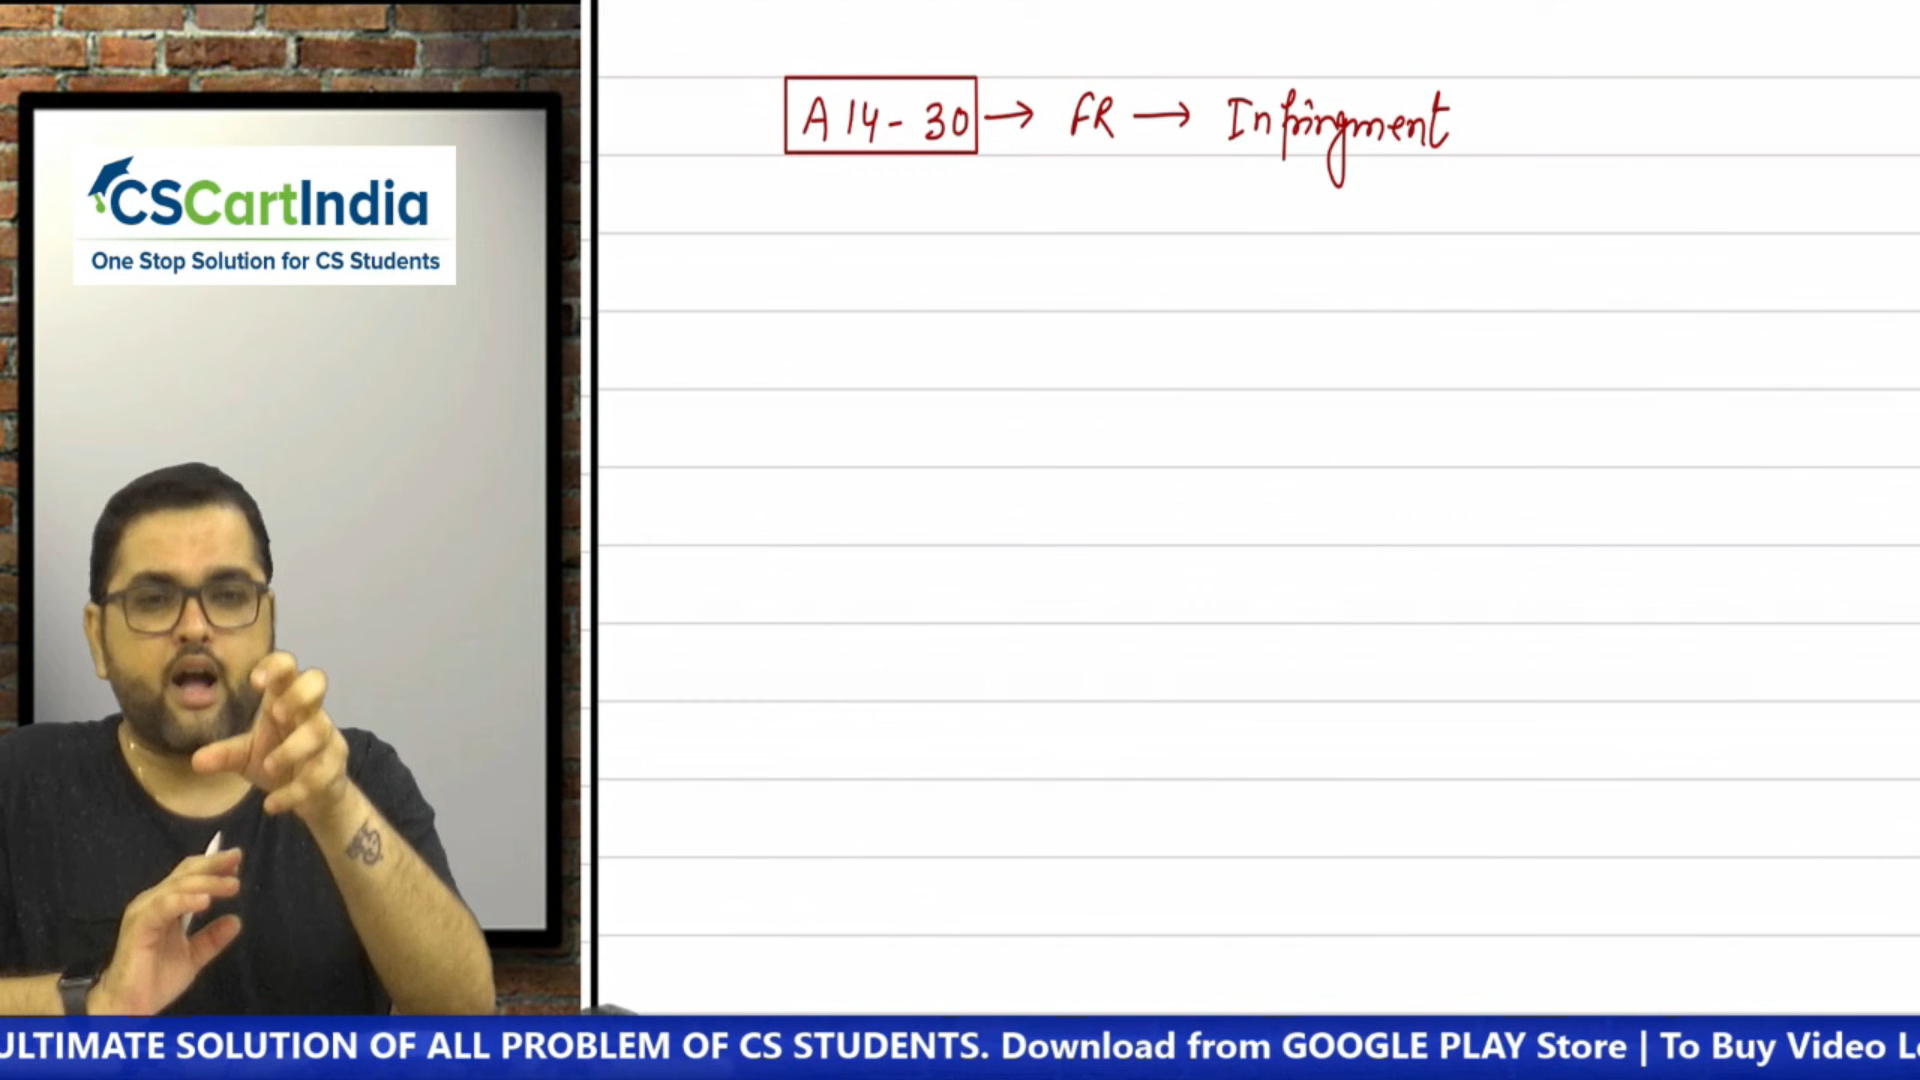 CSCartIndia
One Stop Solution for CS Students
A 14 - 30 → FR → Infringment
ULTIMATE SOLUTION OF ALL PROBLEM OF CS STUDENTS. Download from GOOGLE PLAY Store | To Buy Video